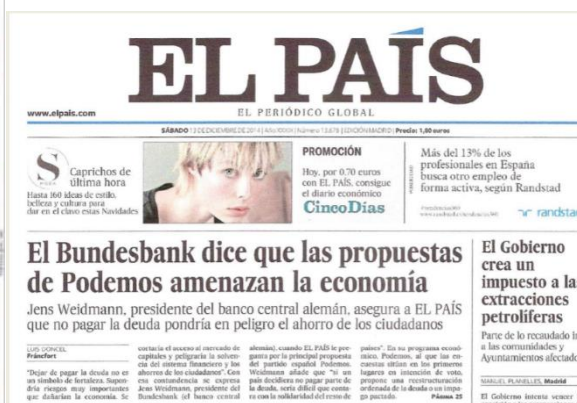 EL PAÍS
www.elpais.com
EL PERIÓDICO GLOBAL
SÁBADO 13 DE DICIEMBRE DE 2014 | Año XXXIX | Número 13.678 | EDICIÓN MADRID | Precio: 1,80 euros
S
Caprichos de
última hora
Hasta 160 ideas de estilo,
belleza y cultura para
dar en el clavo estas Navidades
PROMOCIÓN
Hoy, por 0,70 euros
con EL PAÍS, consigue
el diario económico
CincoDías
Más del 13% de los
profesionales en España
busca otro empleo de
forma activa, según Randstad
randsta
El Bundesbank dice que las propuestas
de Podemos amenazan la economía
Jens Weidmann, presidente del banco central alemán, asegura a EL PAÍS
que no pagar la deuda pondría en peligro el ahorro de los ciudadanos
LUIS DONCEL
Fráncfort
"Dejar de pagar la deuda no es
un símbolo de fortaleza. Supon-
dría riesgos muy importantes
que dañarían la economía. Se
cortaría el acceso al mercado de
capitales y peligraría la solven-
cia del sistema financiero y los
ahorros de los ciudadanos". Con
esa contundencia se expresa
Jens Weidmann, presidente del
Bundesbank (el banco central
alemán), cuando EL PAÍS le pre-
gunta por la principal propuesta
del partido español Podemos.
Weidmann añade que "si un
país decidiera no pagar parte de
la deuda, sería difícil que conta-
ra con la solidaridad del resto de
países". En su programa econó-
mico, Podemos, al que las en-
cuestas sitúan en los primeros
lugares en intención de voto,
propone una reestructuración
ordenada de la deuda o un impa-
go pactado.
Página 25
El Gobierno
crea un
impuesto a la
extracciones
petrolíferas
Parte de lo recaudado i
a las comunidades y
Ayuntamientos afectado
MANUEL PLANELLES, Madrid
El Gobierno intenta vencer